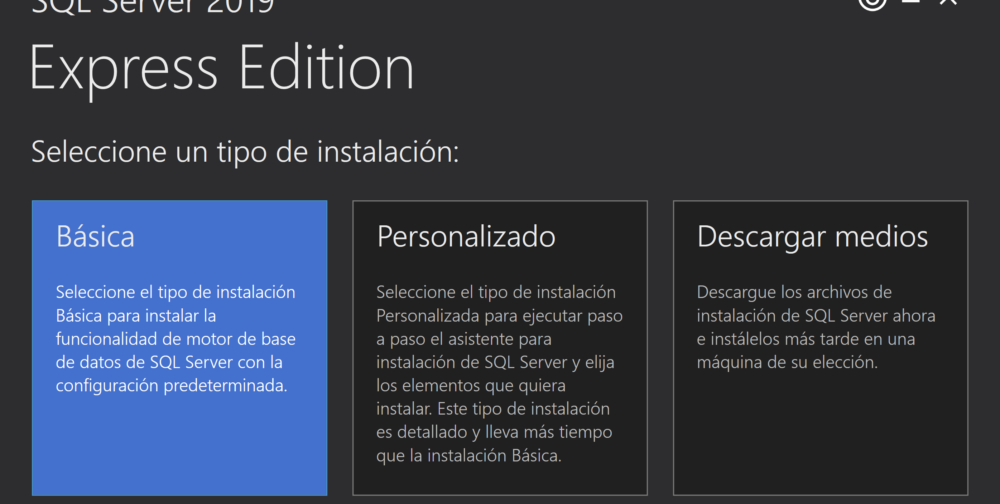 SQL Server 2019
Express Edition
Seleccione un tipo de instalación:
Básica
Seleccione el tipo de instalación
Básica para instalar la
funcionalidad de motor de base
de datos de SQL Server con la
configuración predeterminada.
Personalizado
Seleccione el tipo de instalación
Personalizada para ejecutar paso
a paso el asistente para
instalación de SQL Server y elija
los elementos que quiera
instalar. Este tipo de instalación
es detallado y lleva más tiempo
que la instalación Básica.
Descargar medios
Descargue los archivos de
instalación de SQL Server ahora
e instálelos más tarde en una
máquina de su elección.